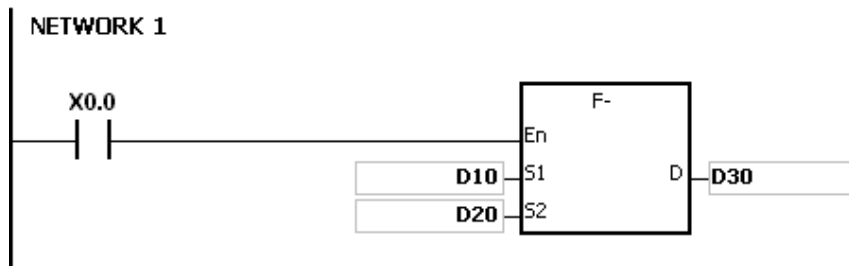 NETWORK 1
X0.0
F-
En
D10 S1 D D30
D20 S2